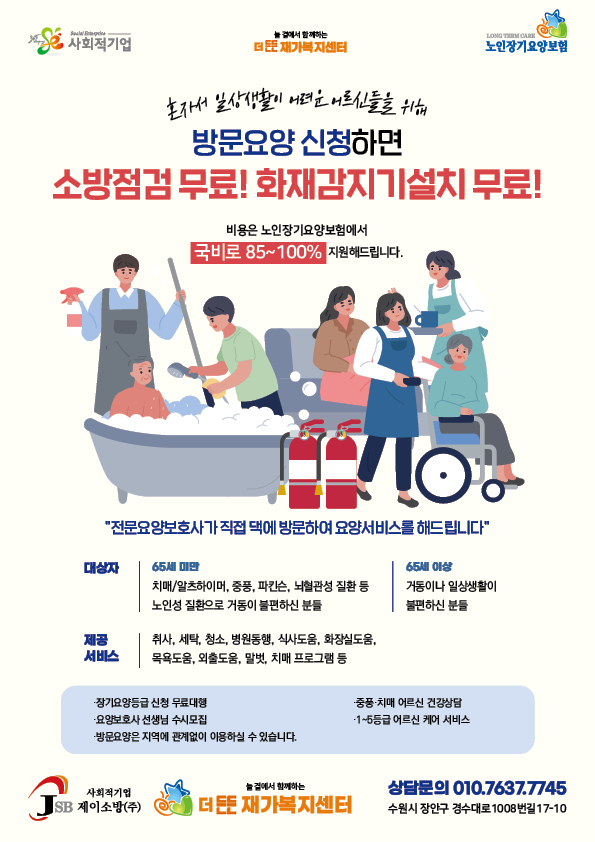 Social Enterprise
사회적기업
늘 곁에서 함께하는
더 뜨끈 재가복지센터
LONG TERM CARE
노인장기요양보험
혼자서 일상생활이 어려운 어르신들을 위해
방문요양 신청하면
소방점검 무료! 화재감지기설치 무료!
비용은 노인장기요양보험에서
국비로 85~100% 지원해드립니다.
"전문요양보호사가 직접 댁에 방문하여 요양서비스를 해드립니다"
대상자
65세 미만
치매/알츠하이머, 중풍, 파킨슨, 뇌혈관성 질환 등
노인성 질환으로 거동이 불편하신 분들
65세 이상
거동이나 일상생활이
불편하신 분들
제공
서비스
취사, 세탁, 청소, 병원동행, 식사도움, 화장실도움,
목욕도움, 외출도움, 말벗, 치매 프로그램 등
·장기요양등급 신청 무료대행
·요양보호사 선생님 수시모집
·방문요양은 지역에 관계없이 이용하실 수 있습니다.
·중풍·치매 어르신 건강상담
·1~5등급 어르신 케어 서비스
JSB
사회적기업
제이소방(주)
늘 곁에서 함께하는
더 뜨끈 재가복지센터
상담문의 010.7637.7745
수원시 장안구 경수대로1008번길17-10